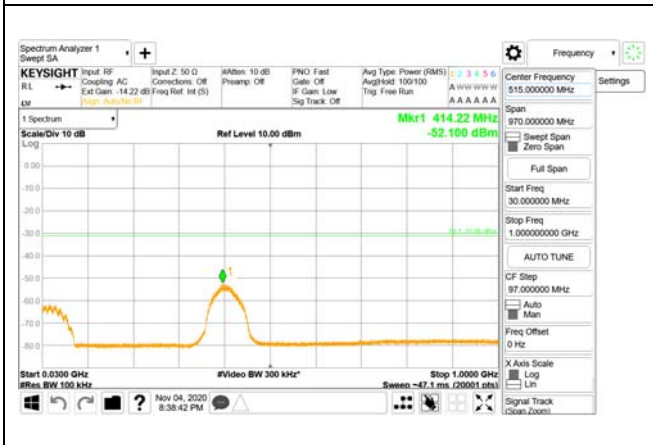 Spectrum Analyzer 1
Swept SA
Frequency
KEYSIGHT
Input: RF
Coupling: AC
Ext Gain: -14.22 dB
Align: Auto/No RF
Input Z: 50 Ω
Corrections: Off
Freq Ref: Int (S)
#Atten: 10 dB
Preamp: Off
PNO: Fast
Gate: Off
IF Gain: Low
Sig Track: Off
Avg Type: Power (RMS)
Avg|Hold: 100/100
Trig: Free Run
1 2 3 4 5 6
A W W W W W
A A A A A A
RL
Center Frequency
515.000000 MHz
Settings
Span
970.000000 MHz
Swept Span
Zero Span
Full Span
Start Freq
30.000000 MHz
Stop Freq
1.000000000 GHz
AUTO TUNE
CF Step
97.000000 MHz
Auto
Man
Freq Offset
0 Hz
X Axis Scale
Log
Lin
Signal Track
(Span Zoom)
1 Spectrum
Scale/Div 10 dB
Ref Level 10.00 dBm
Mkr1 414.22 MHz
-52.100 dBm
Log
0.00
-10.0
-20.0
-30.0
-40.0
-50.0
-60.0
-70.0
-80.0
1
Start 0.0300 GHz
#Video BW 300 kHz*
Stop 1.0000 GHz
#Res BW 100 kHz
Sweep ~47.1 ms (20001 pts)
?
Nov 04, 2020
8:38:42 PM